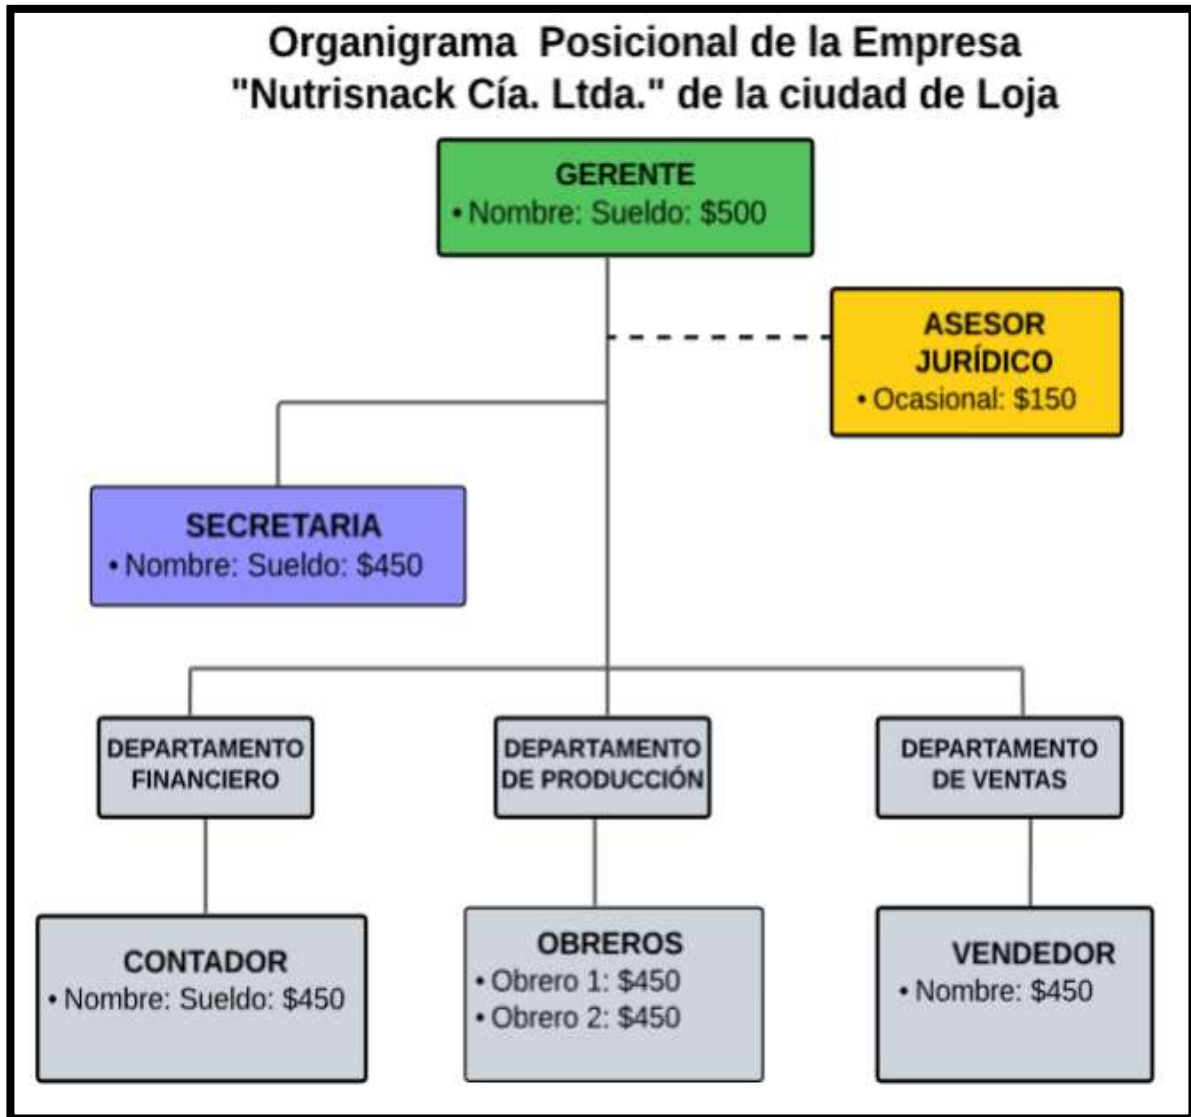 Organigrama Posicional de la Empresa
"Nutrisnack Cía. Ltda." de la ciudad de Loja
GERENTE
• Nombre: Sueldo: $500
ASESOR
JURÍDICO
• Ocasional: $150
SECRETARIA
• Nombre: Sueldo: $450
DEPARTAMENTO
FINANCIERO
DEPARTAMENTO
DE PRODUCCIÓN
DEPARTAMENTO
DE VENTAS
CONTADOR
• Nombre: Sueldo: $450
OBREROS
• Obrero 1: $450
• Obrero 2: $450
VENDEDOR
• Nombre: $450